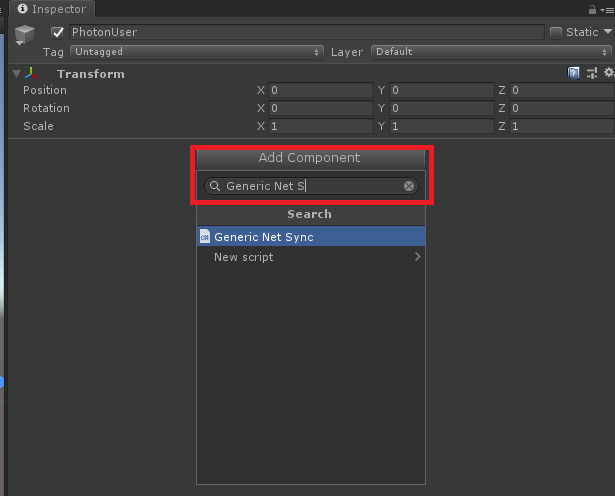 Inspector
PhotonUser Static
Tag Untagged Layer Default
Transform
Position X 0 Y 0 Z 0
Rotation X 0 Y 0 Z 0
Scale X 1 Y 1 Z 1
Add Component
Generic Net S
Search
Generic Net Sync
New script